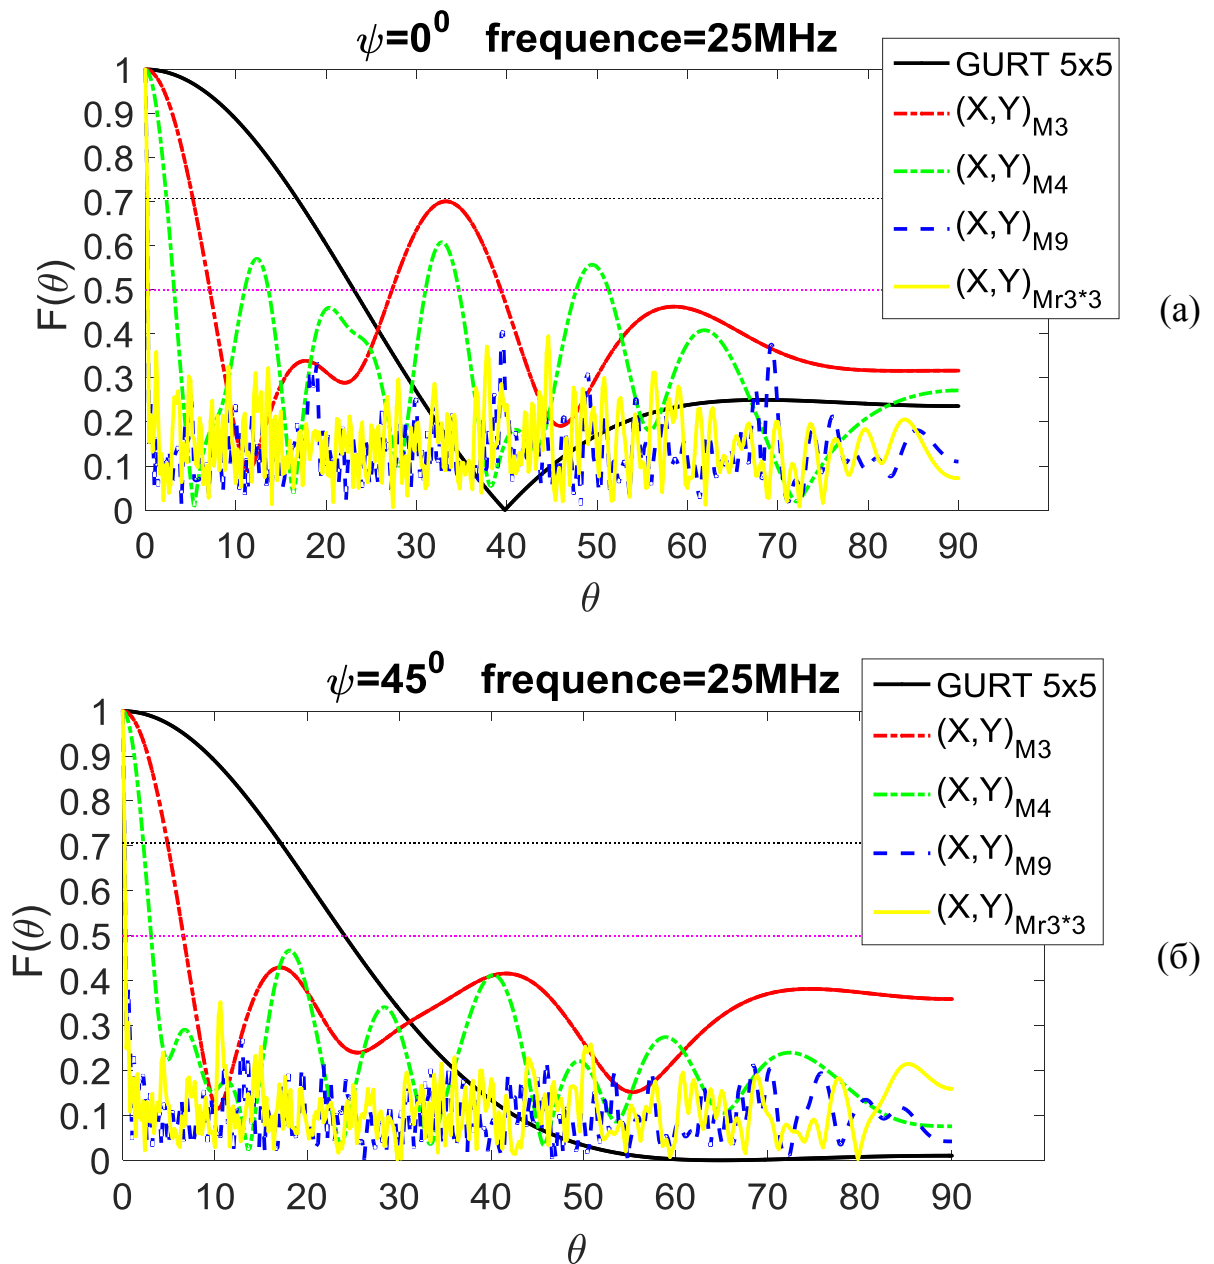 ψ=0⁰ frequence=25MHz
GURT 5x5
(X,Y)M3
(X,Y)M4
(X,Y)M9
(X,Y)Mr3*3
1
0.9
0.8
0.7
0.6
0.5
0.4
0.3
0.2
0.1
0
F(θ)
0 10 20 30 40 50 60 70 80 90
θ
(а)
ψ=45⁰ frequence=25MHz
GURT 5x5
(X,Y)M3
(X,Y)M4
(X,Y)M9
(X,Y)Mr3*3
1
0.9
0.8
0.7
0.6
0.5
0.4
0.3
0.2
0.1
0
F(θ)
0 10 20 30 40 50 60 70 80 90
θ
(б)